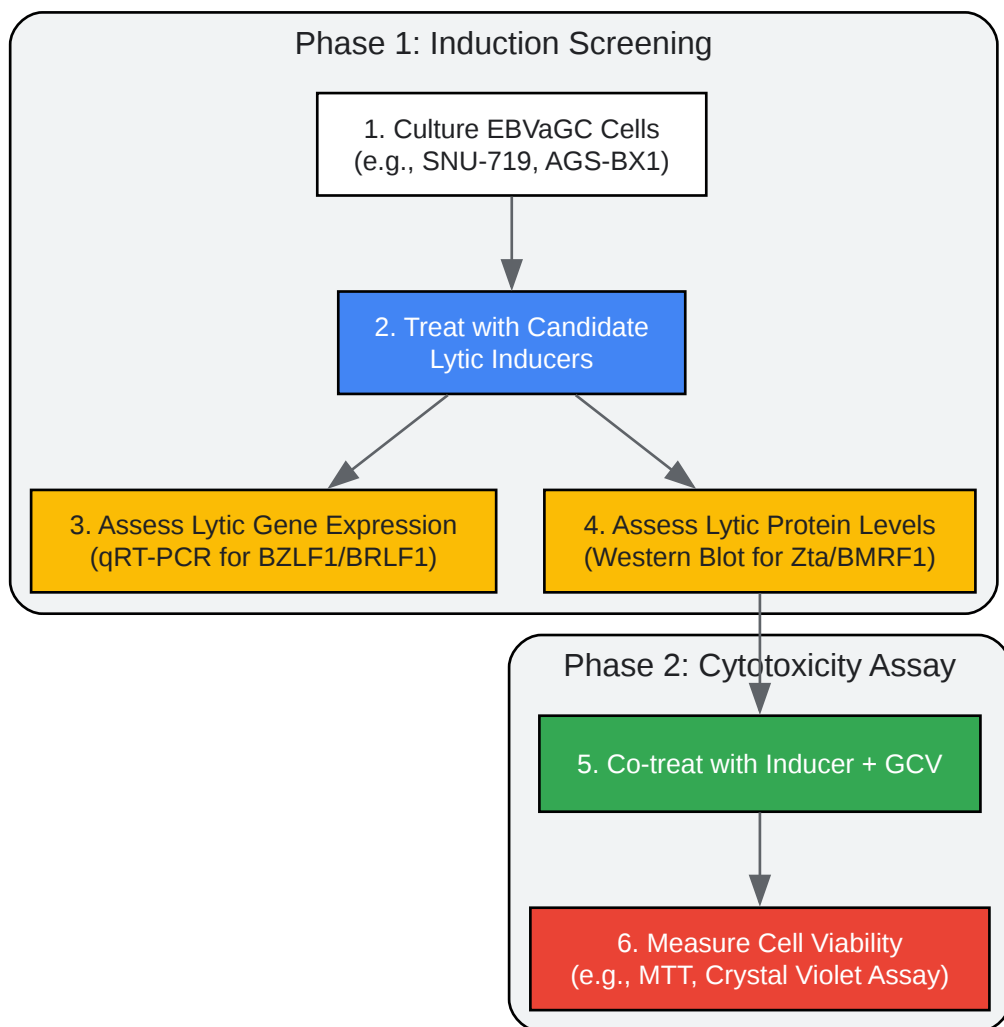 Phase 1: Induction Screening
1. Culture EBVaGC Cells
(e.g., SNU-719, AGS-BX1)
2. Treat with Candidate
Lytic Inducers
3. Assess Lytic Gene Expression
(qRT-PCR for BZLF1/BRLF1)
4. Assess Lytic Protein Levels
(Western Blot for Zta/BMRF1)
Phase 2: Cytotoxicity Assay
5. Co-treat with Inducer + GCV
6. Measure Cell Viability
(e.g., MTT, Crystal Violet Assay)